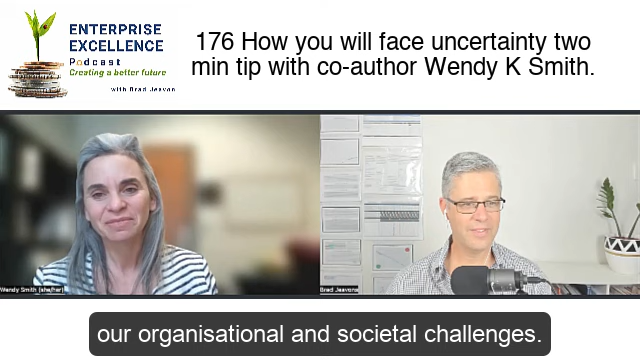 ENTERPRISE
EXCELLENCE
Podcast
Creating a better future
with Brad Jeavon
176 How you will face uncertainty two
min tip with co-author Wendy K Smith.
Wendy Smith (she/her)
Brad Jeavons
our organisational and societal challenges.